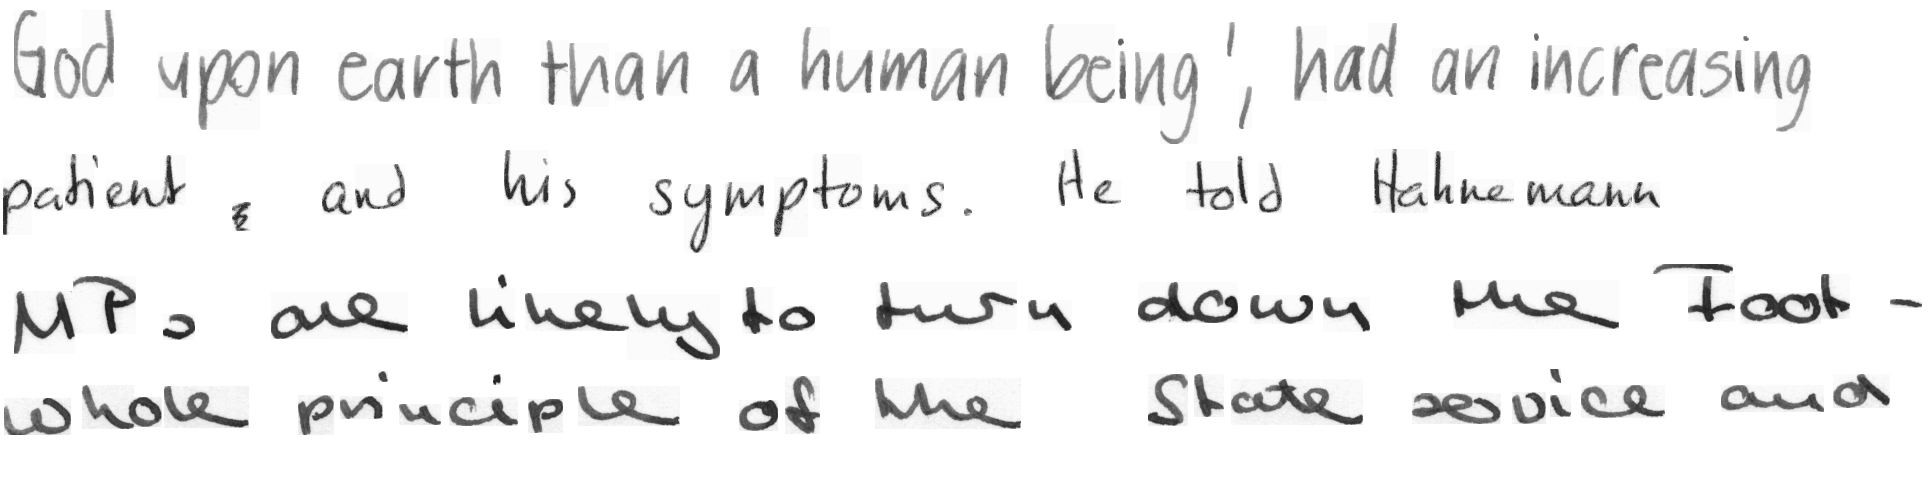 God upon earth than a human being', had an increasing
patient, and his symptoms. He told Hahnemann
MPs are likely to turn down the Foot-
whole principle of the State service and